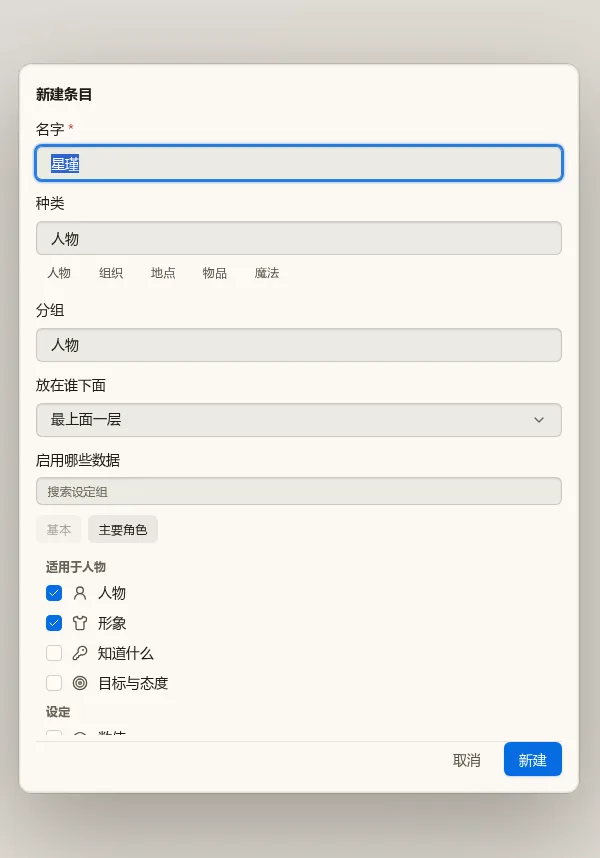 新建条目
名字 *
星瑾
种类
人物
人物 组织 地点 物品 魔法
分组
人物
放在谁下面
最上面一层
启用哪些数据
搜索设定组
基本 主要角色
适用于人物
人物
形象
知道什么
目标与态度
设定
取消 新建